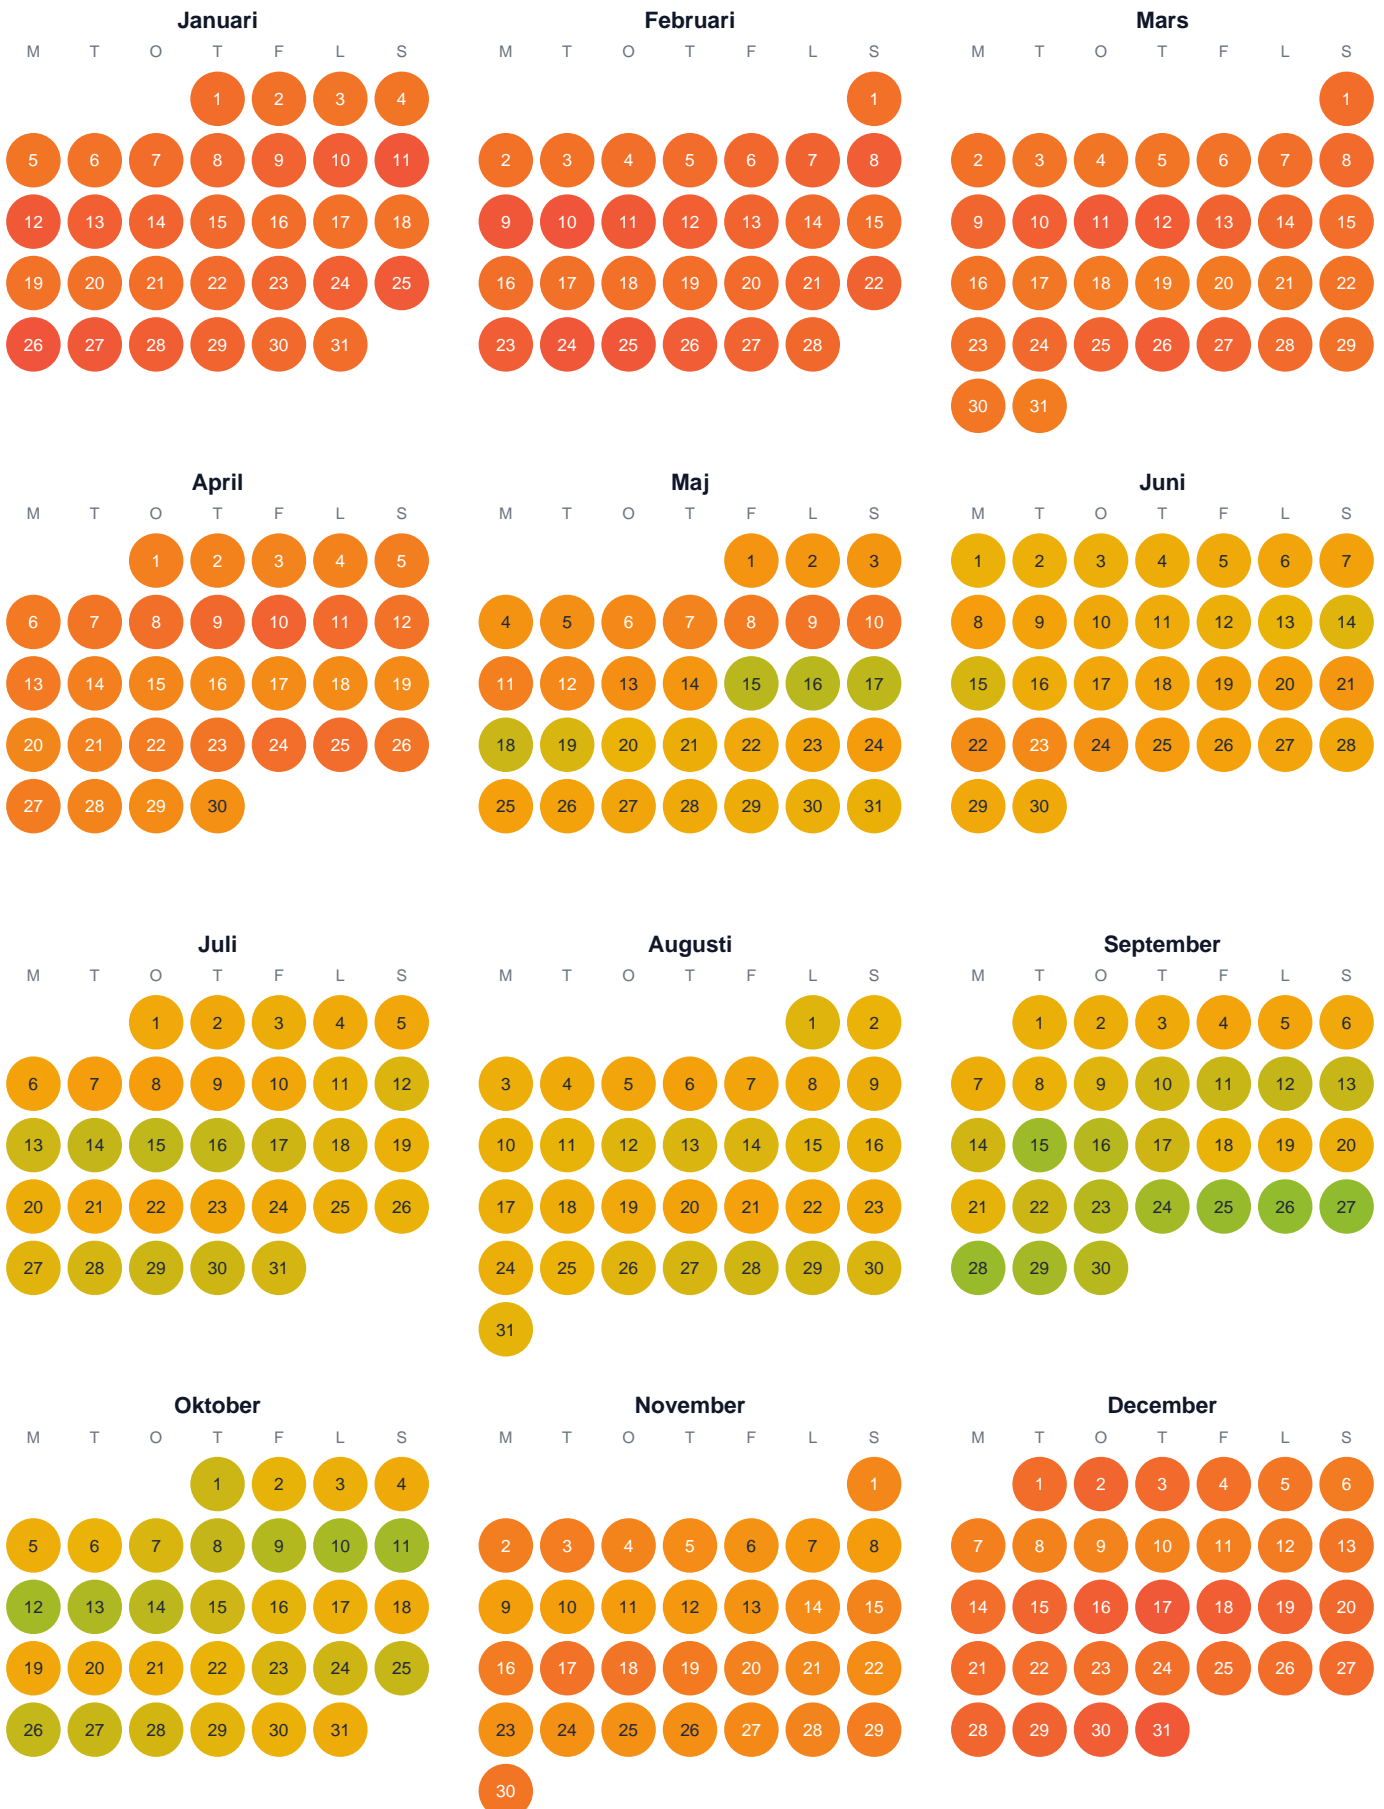 Januari Februari Mars
M T O T F L S M T O T F L S M T O T F L S
1 2 3 4 1 1
5 6 7 8 9 10 11 2 3 4 5 6 7 8 2 3 4 5 6 7 8
12 13 14 15 16 17 18 9 10 11 12 13 14 15 9 10 11 12 13 14 15
19 20 21 22 23 24 25 16 17 18 19 20 21 22 16 17 18 19 20 21 22
26 27 28 29 30 31 23 24 25 26 27 28 23 24 25 26 27 28 29
30 31
April Maj Juni
M T O T F L S M T O T F L S M T O T F L S
1 2 3 4 5 1 2 3 1 2 3 4 5 6 7
6 7 8 9 10 11 12 4 5 6 7 8 9 10 8 9 10 11 12 13 14
13 14 15 16 17 18 19 11 12 13 14 15 16 17 15 16 17 18 19 20 21
20 21 22 23 24 25 26 18 19 20 21 22 23 24 22 23 24 25 26 27 28
27 28 29 30 25 26 27 28 29 30 31 29 30
Juli Augusti September
M T O T F L S M T O T F L S M T O T F L S
1 2 3 4 5 1 2 1 2 3 4 5 6
6 7 8 9 10 11 12 3 4 5 6 7 8 9 7 8 9 10 11 12 13
13 14 15 16 17 18 19 10 11 12 13 14 15 16 14 15 16 17 18 19 20
20 21 22 23 24 25 26 17 18 19 20 21 22 23 21 22 23 24 25 26 27
27 28 29 30 31 24 25 26 27 28 29 30 28 29 30
31
Oktober November December
M T O T F L S M T O T F L S M T O T F L S
1 2 3 4 1 1 2 3 4 5 6
5 6 7 8 9 10 11 2 3 4 5 6 7 8 7 8 9 10 11 12 13
12 13 14 15 16 17 18 9 10 11 12 13 14 15 14 15 16 17 18 19 20
19 20 21 22 23 24 25 16 17 18 19 20 21 22 21 22 23 24 25 26 27
26 27 28 29 30 31 23 24 25 26 27 28 29 28 29 30 31
30